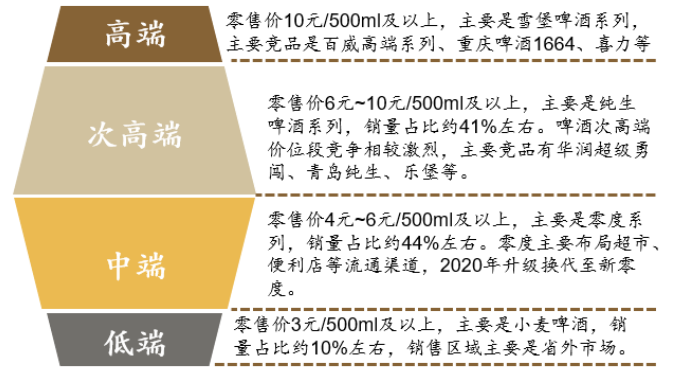 高端
零售价10元/500ml及以上，主要是雪堡啤酒系列，
主要竞品是百威高端系列、重庆啤酒1664、喜力等
次高端
零售价6元~10元/500ml及以上，主要是纯生
啤酒系列，销量占比约41%左右。啤酒次高端
价位段竞争相较激烈，主要竞品有华润超级勇
闯、青岛纯生、乐堡等。
中端
零售价4元~6元/500ml及以上，主要是零度系
列，销量占比约44%左右。零度主要布局超市、
便利店等流通渠道，2020年升级换代至新零
度。
低端
零售价3元/500ml及以上，主要是小麦啤酒，销
量占比约10%左右，销售区域主要是省外市场。